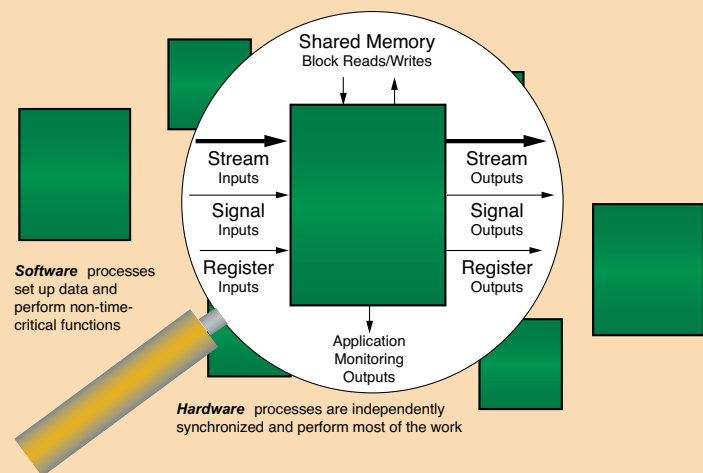 Shared Memory
Block Reads/Writes
Stream
Inputs
Stream
Outputs
Signal
Inputs
Signal
Outputs
Register
Inputs
Register
Outputs
Software processes
set up data and
perform non-time-
critical functions
Application
Monitoring
Outputs
Hardware processes are independently
synchronized and perform most of the work